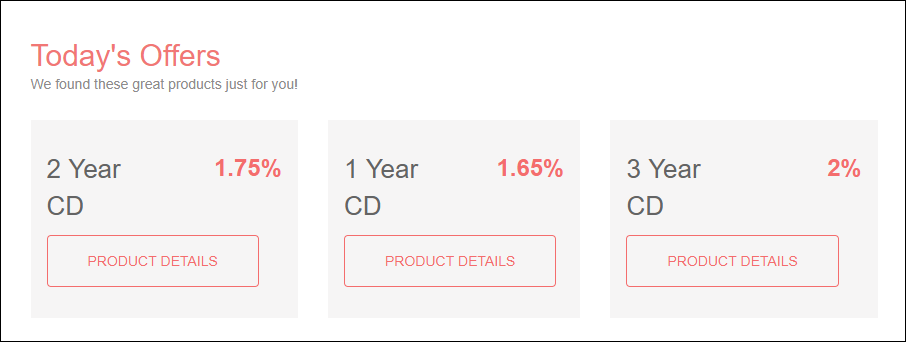 Today's Offers
We found these great products just for you!
2 Year CD
1.75%
PRODUCT DETAILS
1 Year CD
1.65%
PRODUCT DETAILS
3 Year CD
2%
PRODUCT DETAILS